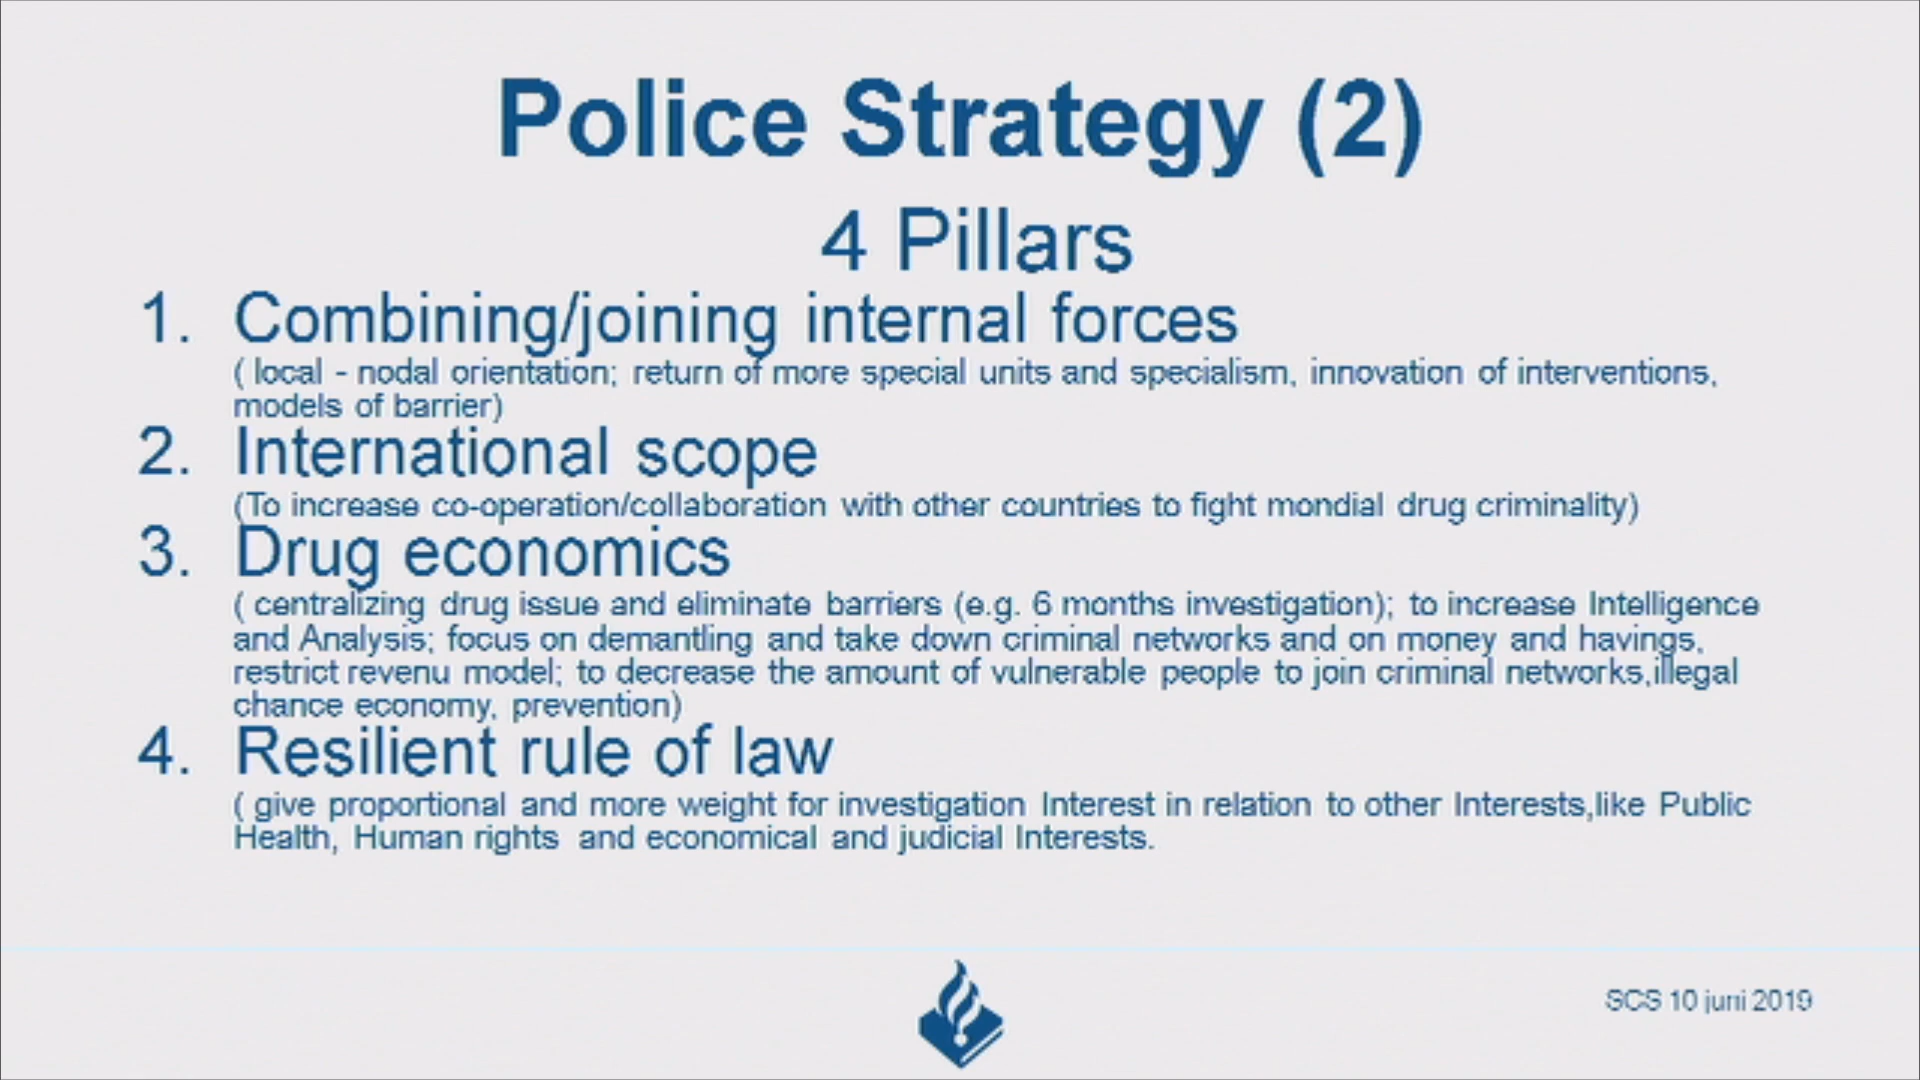 Police Strategy (2)
4 Pillars
1. Combining/joining internal forces
( local - nodal orientation; return of more special units and specialism, innovation of interventions,
models of barrier)
2. International scope
(To increase co-operation/collaboration with other countries to fight mondial drug criminality)
3. Drug economics
( centralizing drug issue and eliminate barriers (e.g. 6 months investigation); to increase Intelligence
and Analysis; focus on demantling and take down criminal networks and on money and havings,
restrict revenu model; to decrease the amount of vulnerable people to join criminal networks,illegal
chance economy, prevention)
4. Resilient rule of law
( give proportional and more weight for investigation Interest in relation to other Interests,like Public
Health, Human rights and economical and judicial Interests.
SCS 10 juni 2019